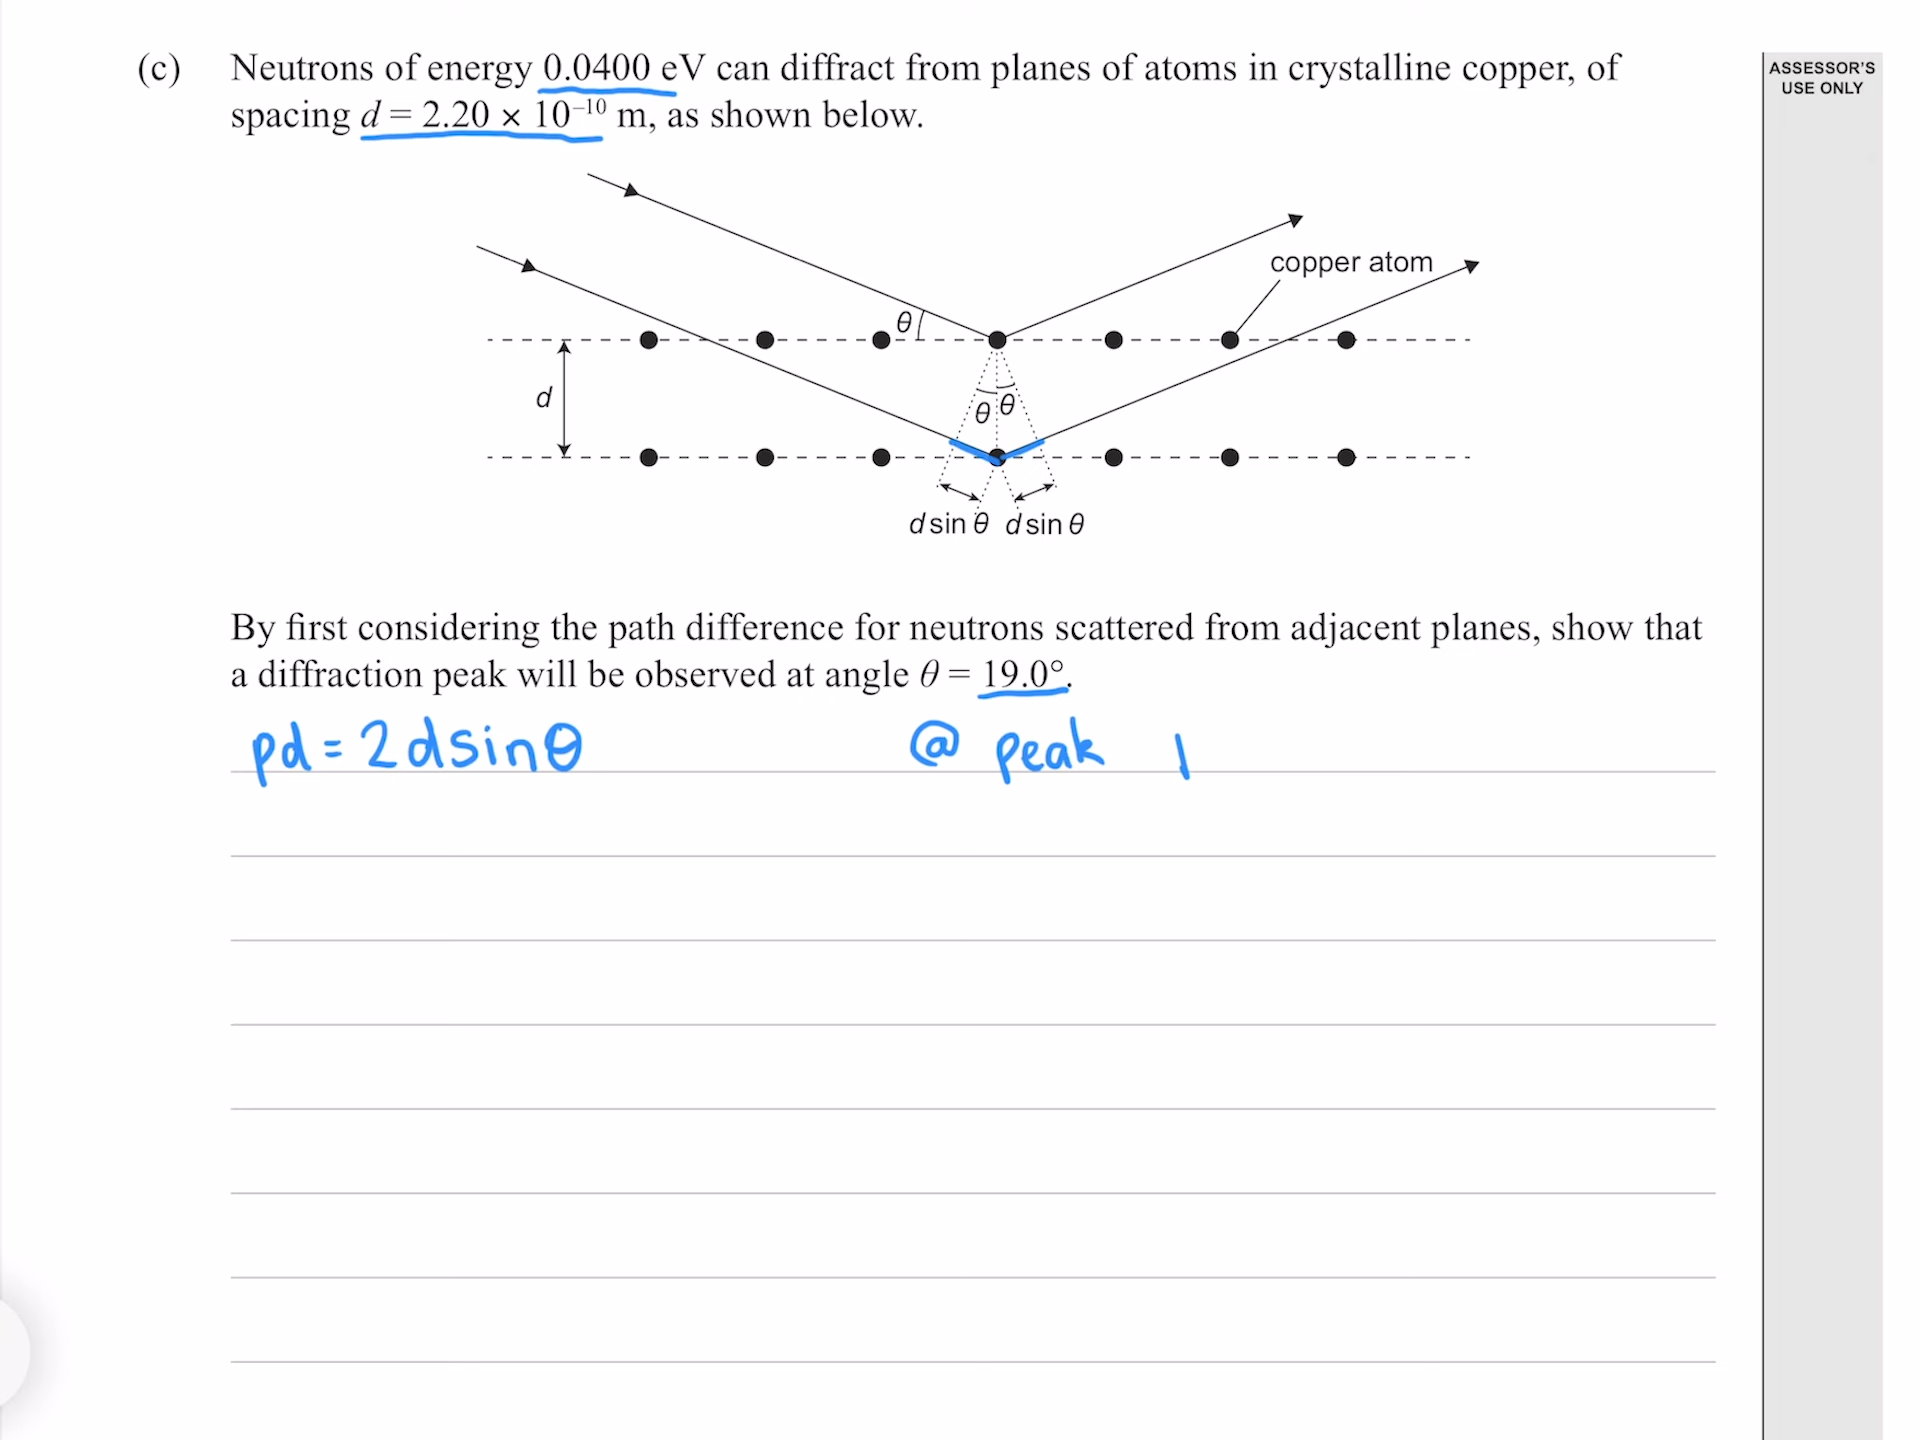 (c) Neutrons of energy 0.0400 eV can diffract from planes of atoms in crystalline copper, of
spacing d = 2.20 × 10⁻¹⁰ m, as shown below.
ASSESSOR'S
USE ONLY
copper atom
θ
d
θ θ
d sin θ d sin θ
By first considering the path difference for neutrons scattered from adjacent planes, show that
a diffraction peak will be observed at angle θ = 19.0°.
pd = 2dsinθ @ peak